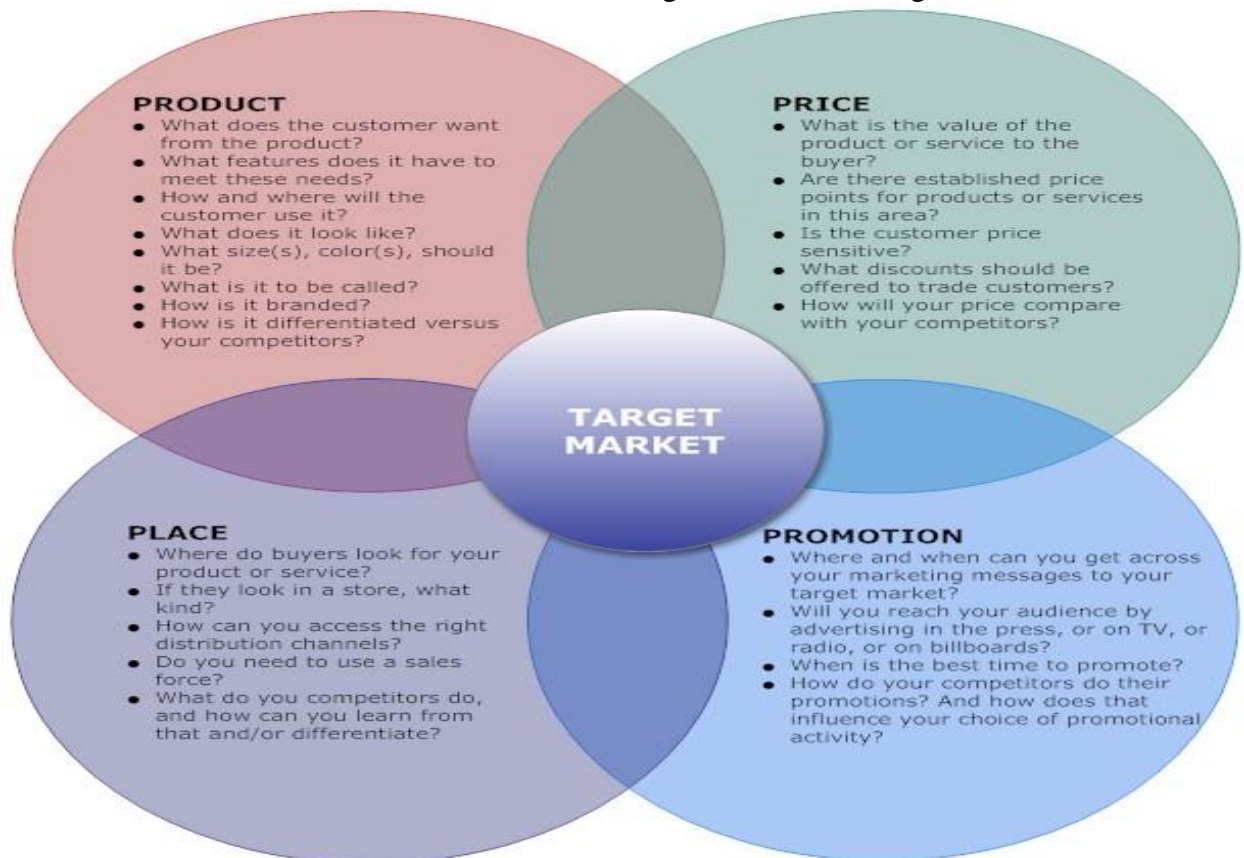 PRODUCT
• What does the customer want
from the product?
• What features does it have to
meet these needs?
• How and where will the
customer use it?
• What does it look like?
• What size(s), color(s), should
it be?
• What is it to be called?
• How is it branded?
• How is it differentiated versus
your competitors?
PRICE
• What is the value of the
product or service to the
buyer?
• Are there established price
points for products or services
in this area?
• Is the customer price
sensitive?
• What discounts should be
offered to trade customers?
• How will your price compare
with your competitors?
TARGET
MARKET
PLACE
• Where do buyers look for your
product or service?
• If they look in a store, what
kind?
• How can you access the right
distribution channels?
• Do you need to use a sales
force?
• What do you competitors do,
and how can you learn from
that and/or differentiate?
PROMOTION
• Where and when can you get across
your marketing messages to your
target market?
• Will you reach your audience by
advertising in the press, or on TV, or
radio, or on billboards?
• When is the best time to promote?
• How do your competitors do their
promotions? And how does that
influence your choice of promotional
activity?